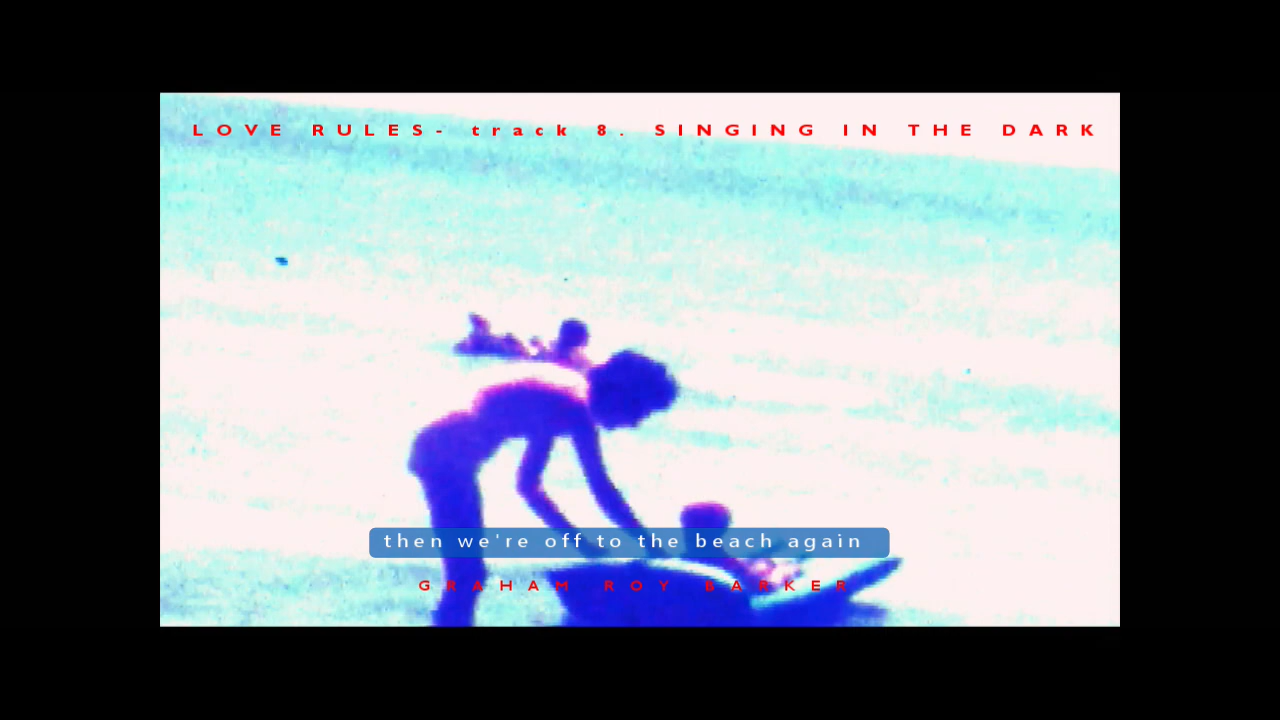 LOVE RULES- track 8. SINGING IN THE DARK
then we're off to the beach again
GRAHAM ROY BARKER